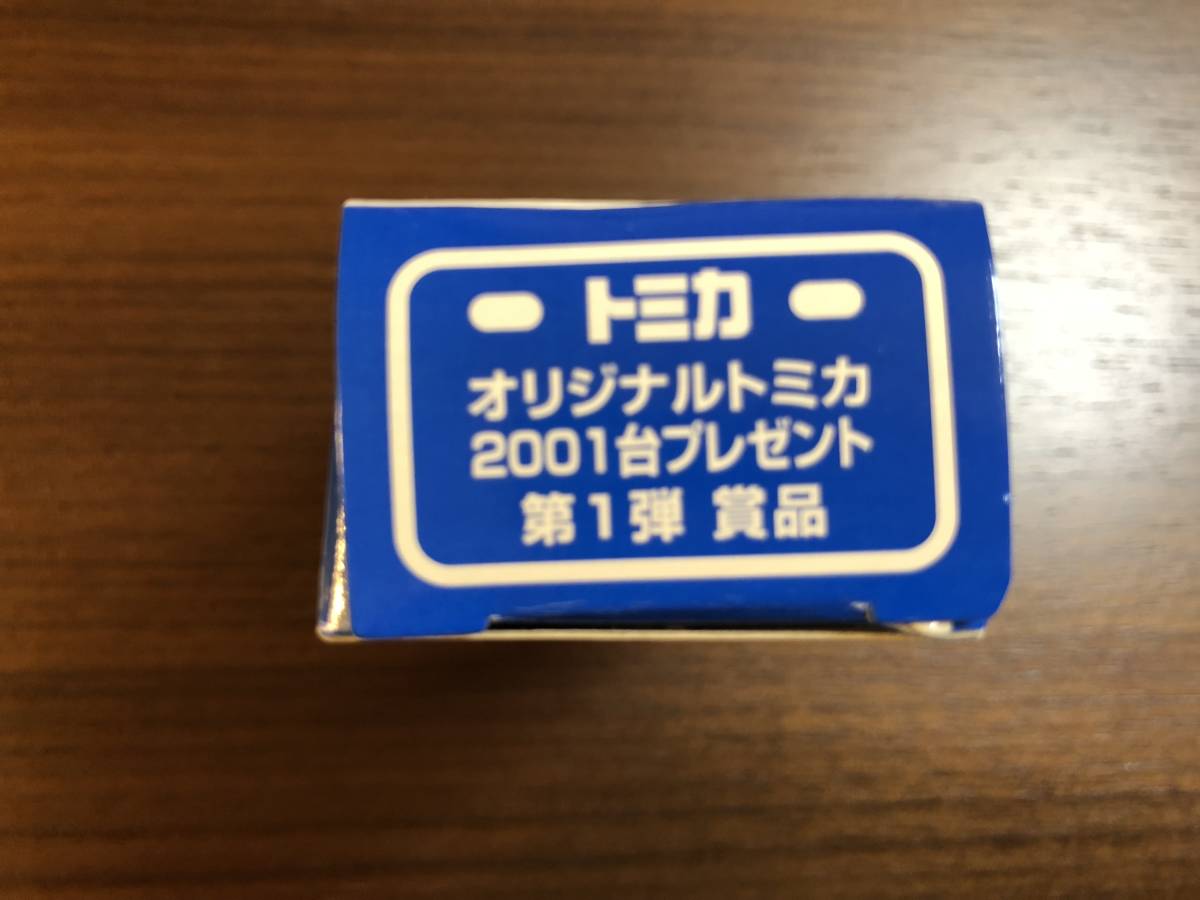 トミカ
オリジナルトミカ
2001台プレゼント
第1弾 賞品